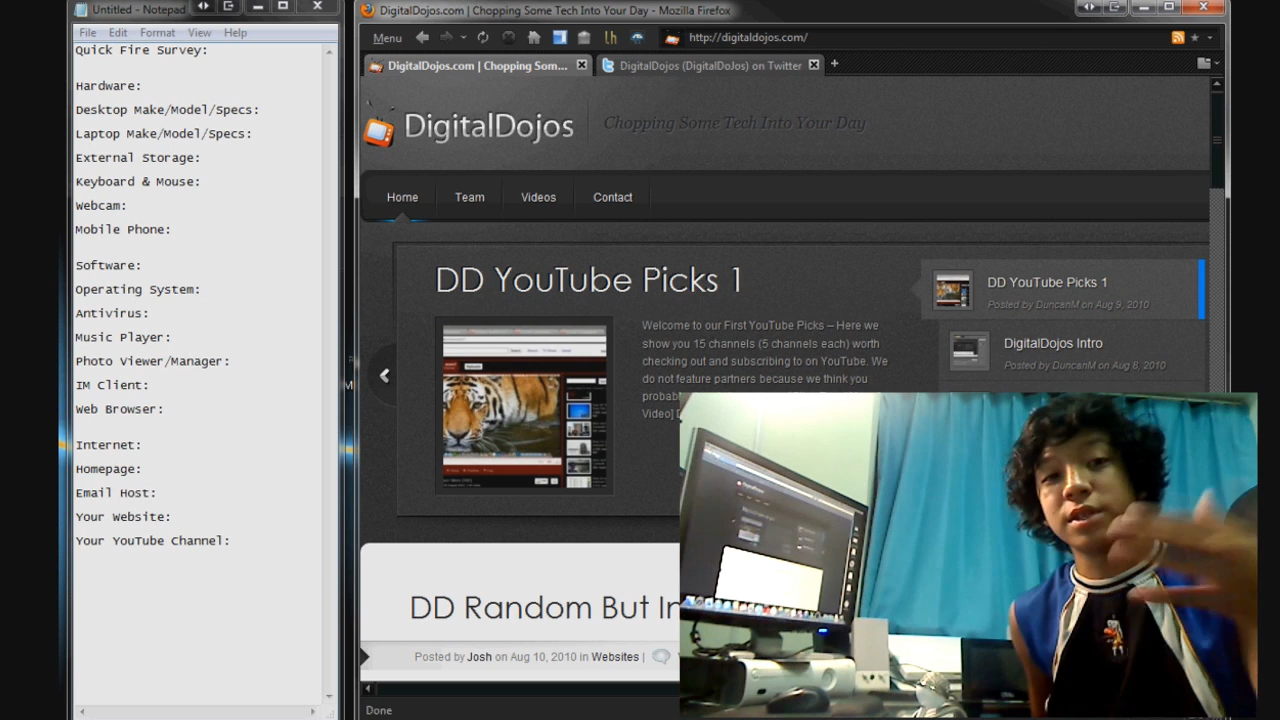 Untitled - Notepad
File Edit Format View Help
Quick Fire Survey:
Hardware:
Desktop Make/Model/Specs:
Laptop Make/Model/Specs:
External Storage:
Keyboard & Mouse:
Webcam:
Mobile Phone:
Software:
Operating System:
Antivirus:
Music Player:
Photo Viewer/Manager:
IM Client:
Web Browser:
Internet:
Homepage:
Email Host:
Your Website:
Your YouTube Channel:
DigitalDojos.com | Chopping Some Tech Into Your Day - Mozilla Firefox
Menu
http://digitaldojos.com/
DigitalDojos.com | Chopping Som...
DigitalDojos (DigitalDoJos) on Twitter
DigitalDojos
Chopping Some Tech Into Your Day
Home Team Videos Contact
DD YouTube Picks 1
Welcome to our First YouTube Picks – Here we
show you 15 channels (5 channels each) worth
checking out and subscribing to on YouTube. We
do not feature partners because we think you
Video]
DD YouTube Picks 1
Posted by DuncanM on Aug 9, 2010
DigitalDojos Intro
Posted by DuncanM on Aug 8, 2010
DD Random But In
Posted by Josh on Aug 10, 2010 in Websites |
Done